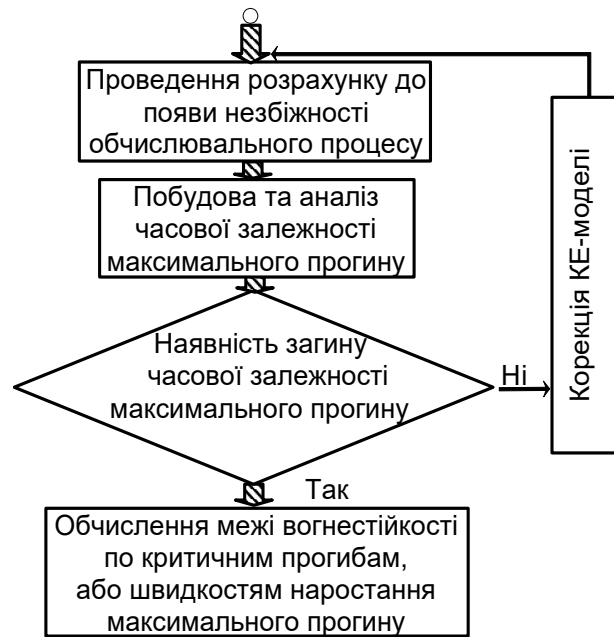 Проведення розрахунку до
появи незбіжності
обчислювального процесу
Побудова та аналіз
часової залежності
максимального прогину
Наявність загину
часової залежності
максимального прогину
Ні
Корекція КЕ-моделі
Так
Обчислення межі вогнестійкості
по критичним прогибам,
або швидкостям наростання
максимального прогину